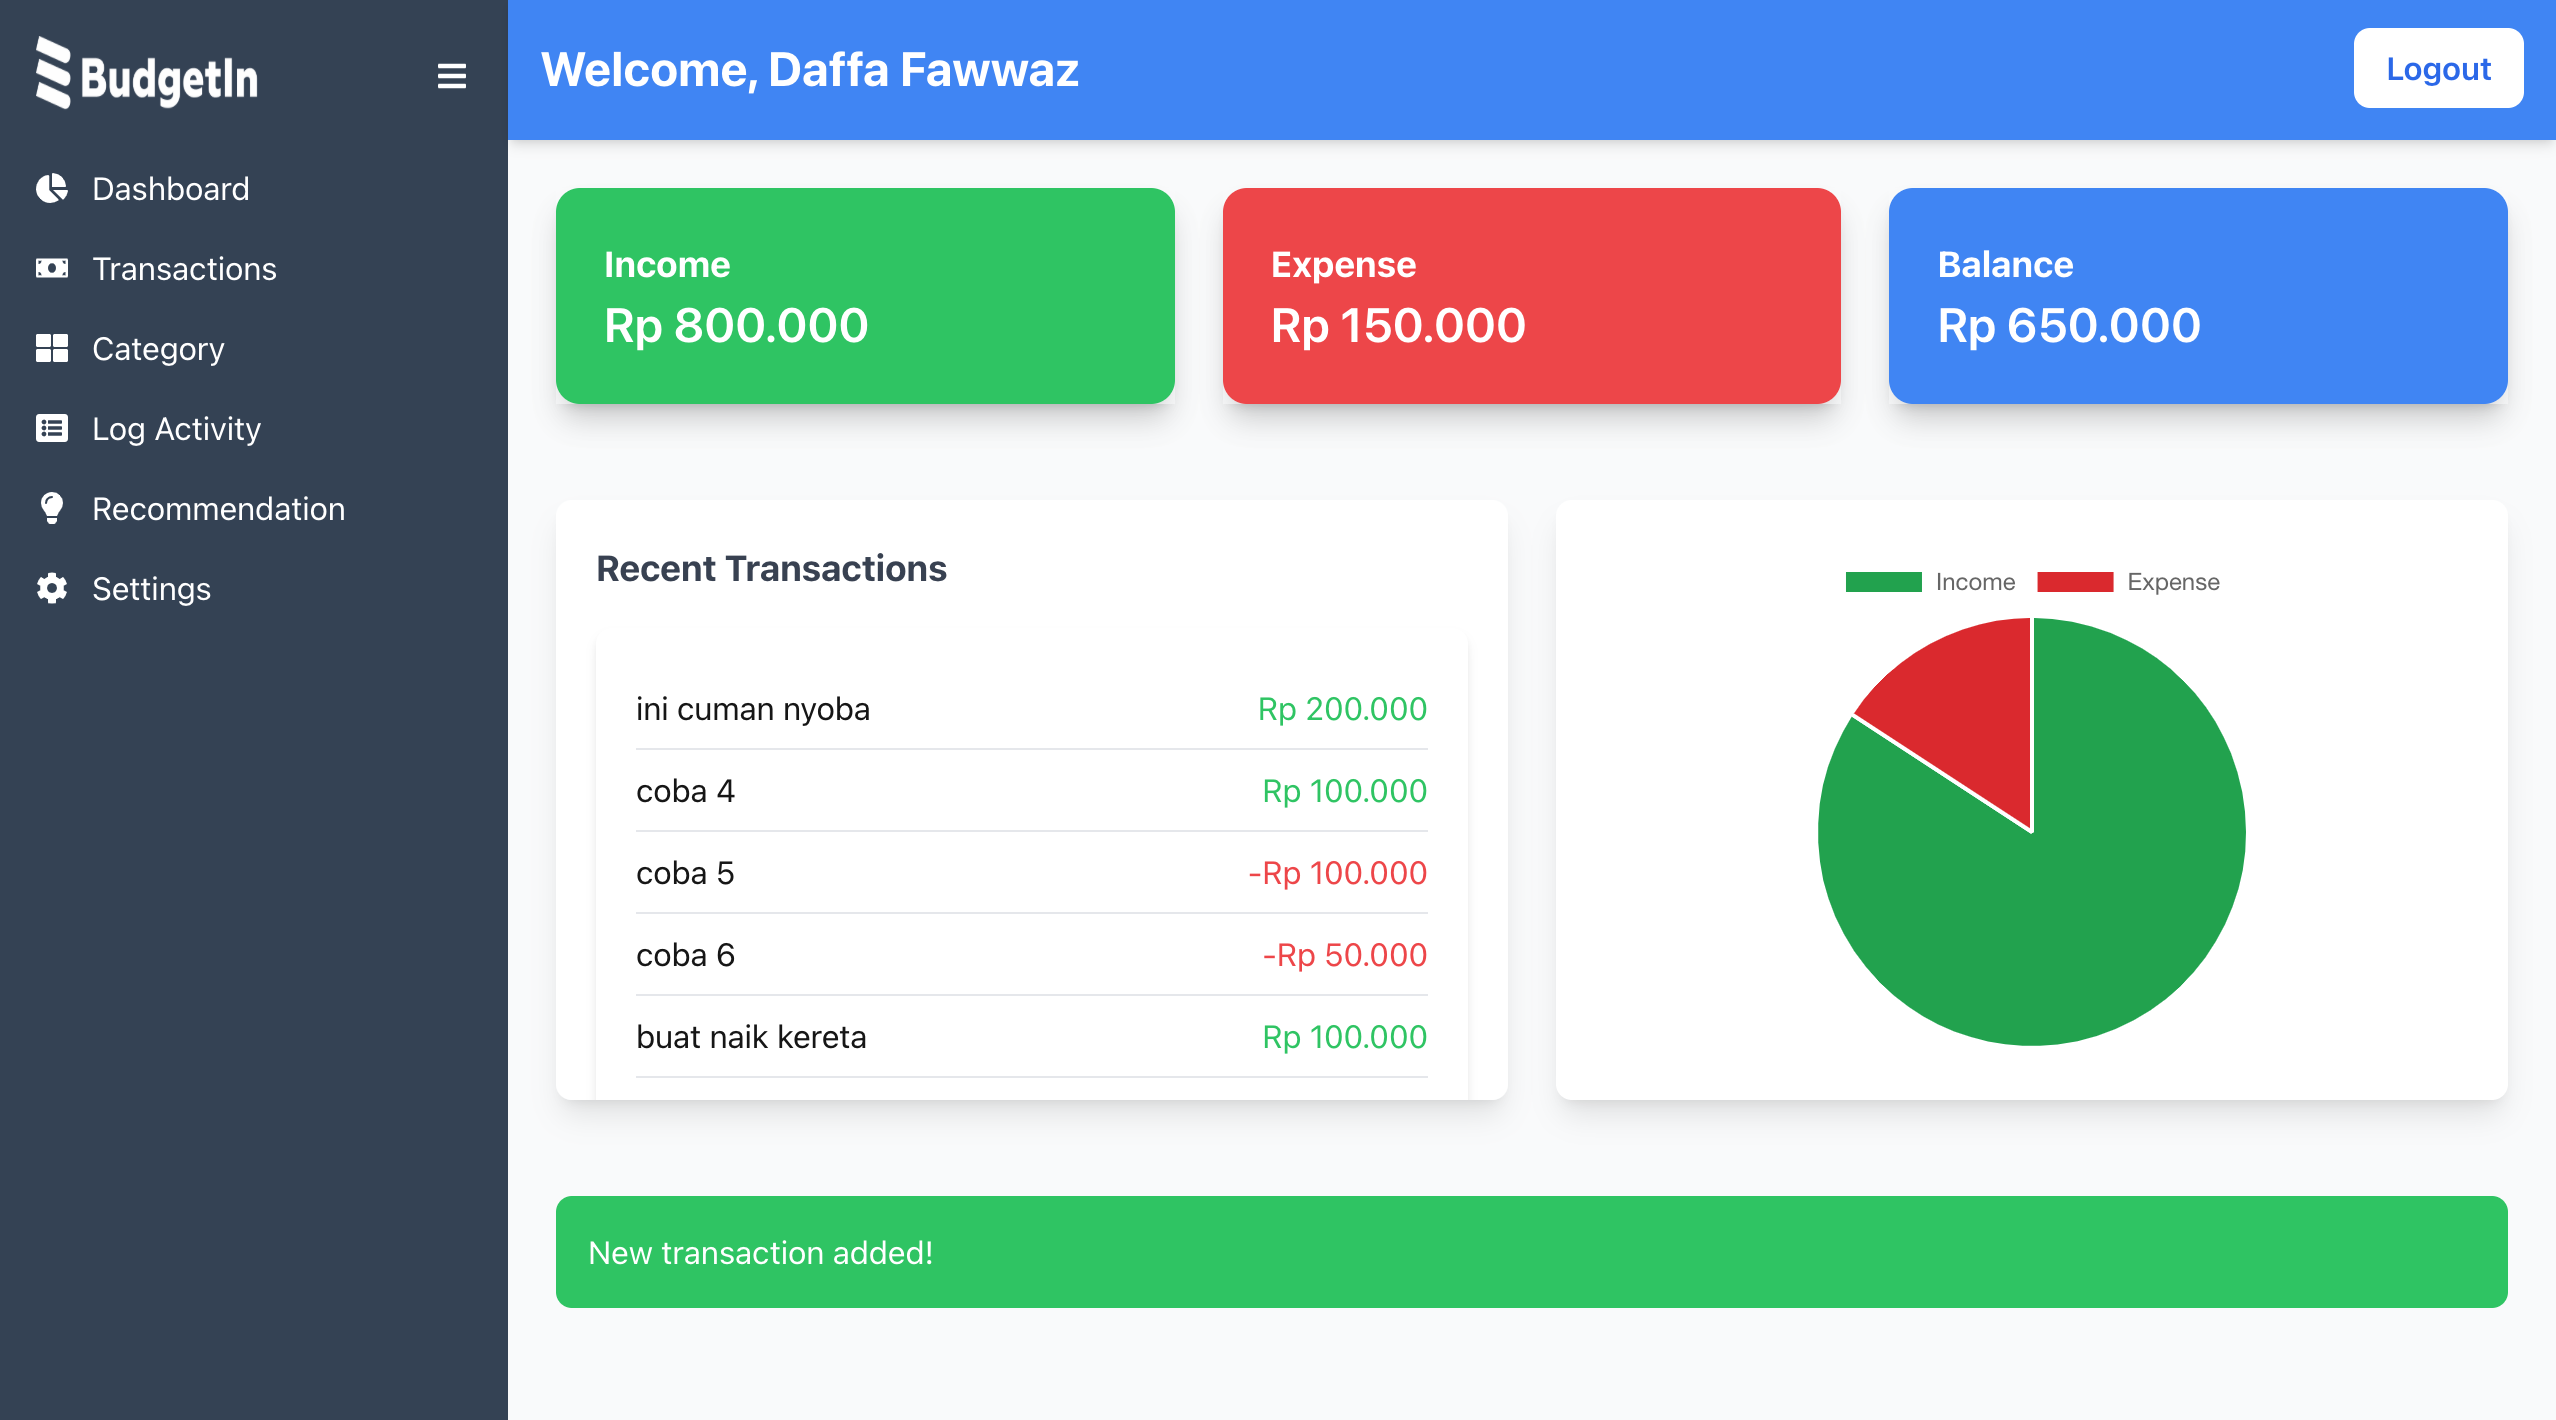 BudgetIn
Dashboard
Transactions
Category
Log Activity
Recommendation
Settings
Welcome, Daffa Fawwaz
Logout
Income
Rp 800.000
Expense
Rp 150.000
Balance
Rp 650.000
Recent Transactions
ini cuman nyoba Rp 200.000
coba 4 Rp 100.000
coba 5 -Rp 100.000
coba 6 -Rp 50.000
buat naik kereta Rp 100.000
Income Expense
New transaction added!